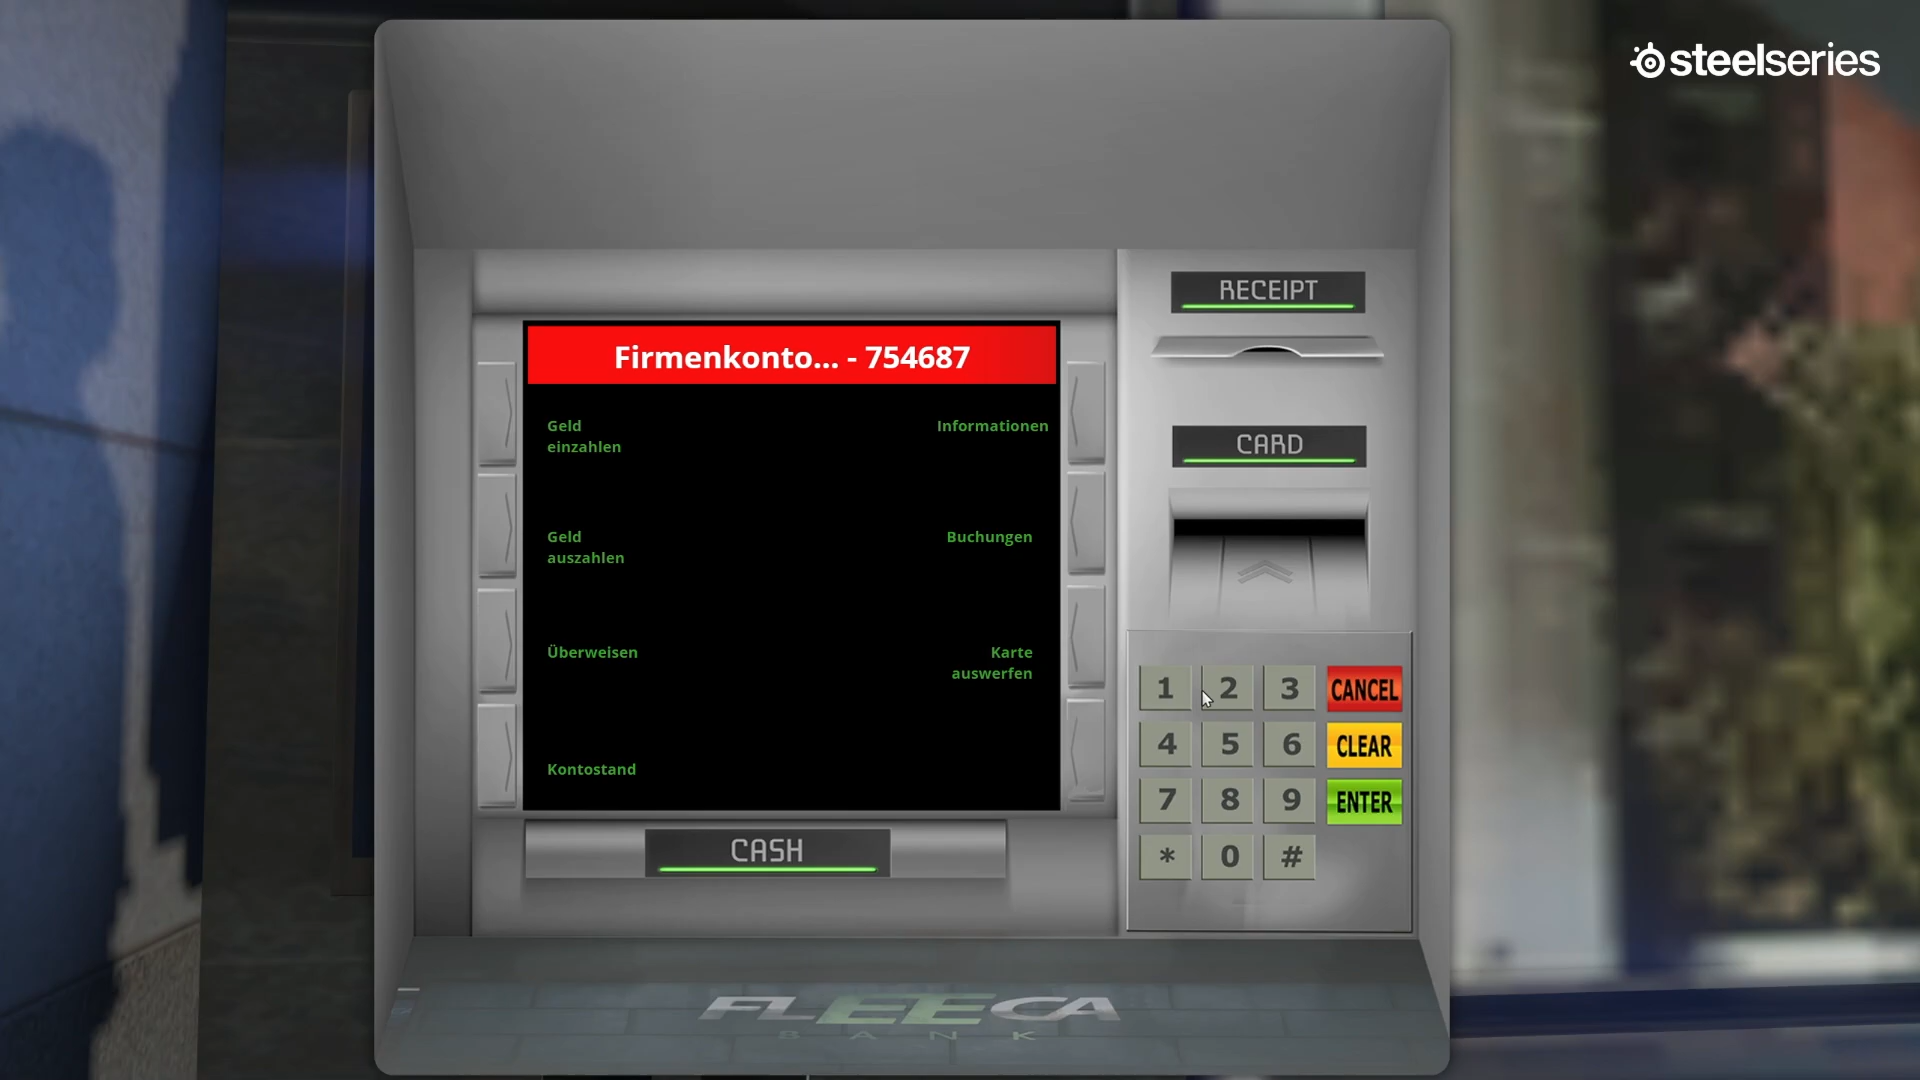 steelseries
RECEIPT
Firmenkonto... - 754687
Geld
einzahlen
Informationen
CARD
Geld
auszahlen
Buchungen
Überweisen
Karte
auswerfen
Kontostand
1 2 3 CANCEL
4 5 6 CLEAR
7 8 9 ENTER
* 0 #
CASH
FLEECA
BANK